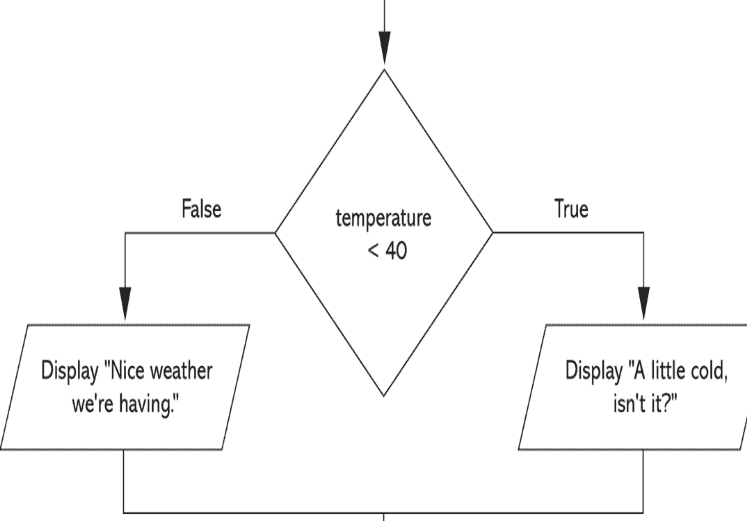 False
True
temperature
< 40
Display "Nice weather
we're having."
Display "A little cold,
isn't it?"